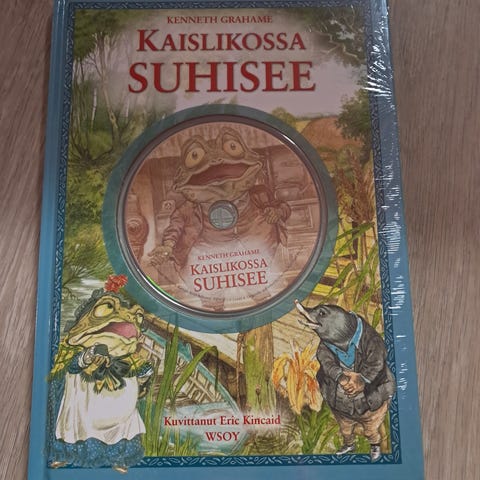 KENNETH GRAHAME
KAISLIKOSSA
SUHISEE
KENNETH GRAHAME
KAISLIKOSSA
SUHISEE
Kuvittanut Eric Kincaid
WSOY